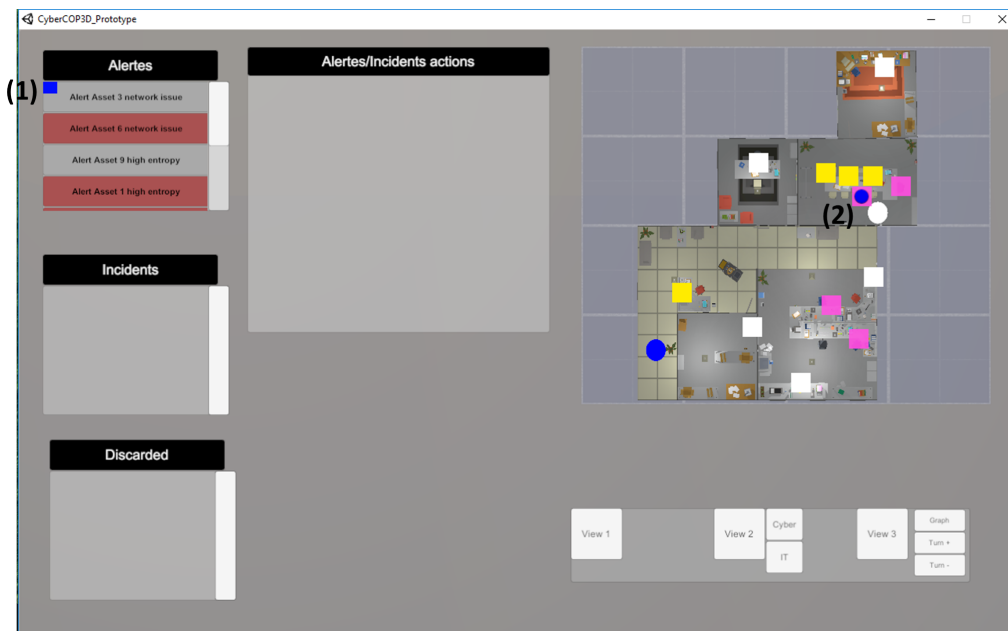 CyberCOP3D_Prototype
Alertes
Alertes/Incidents actions
(1)
Alert Asset 3 network issue
Alert Asset 6 network issue
Alert Asset 9 high entropy
Alert Asset 1 high entropy
(2)
Incidents
Discarded
View 1
View 2
Cyber
IT
View 3
Graph
Turn +
Turn -